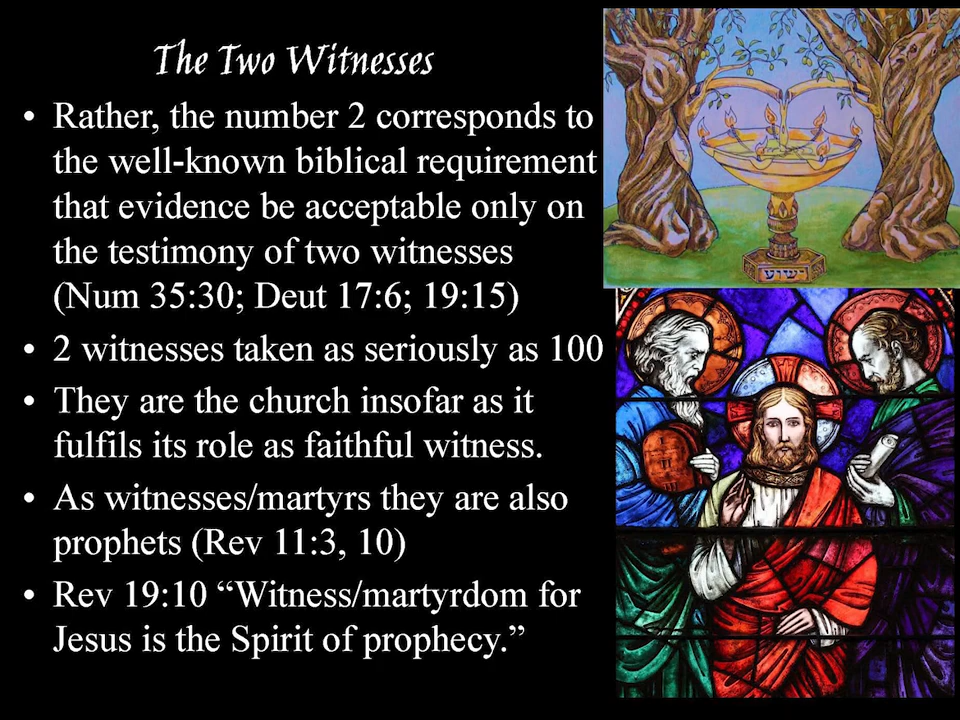 The Two Witnesses
• Rather, the number 2 corresponds to
the well-known biblical requirement
that evidence be acceptable only on
the testimony of two witnesses
(Num 35:30; Deut 17:6; 19:15)
• 2 witnesses taken as seriously as 100
• They are the church insofar as it
fulfils its role as faithful witness.
• As witnesses/martyrs they are also
prophets (Rev 11:3, 10)
• Rev 19:10 “Witness/martyrdom for
Jesus is the Spirit of prophecy.”
ישוע